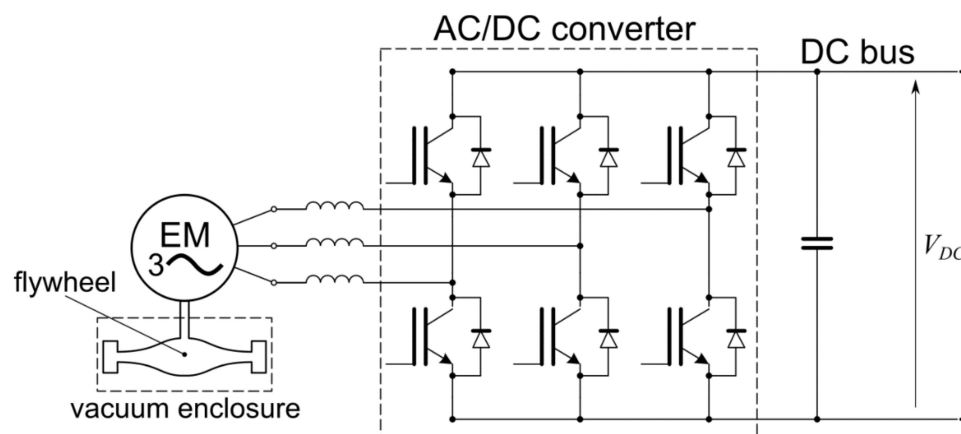 AC/DC converter
DC bus
EM
3
flywheel
V_DC
vacuum enclosure